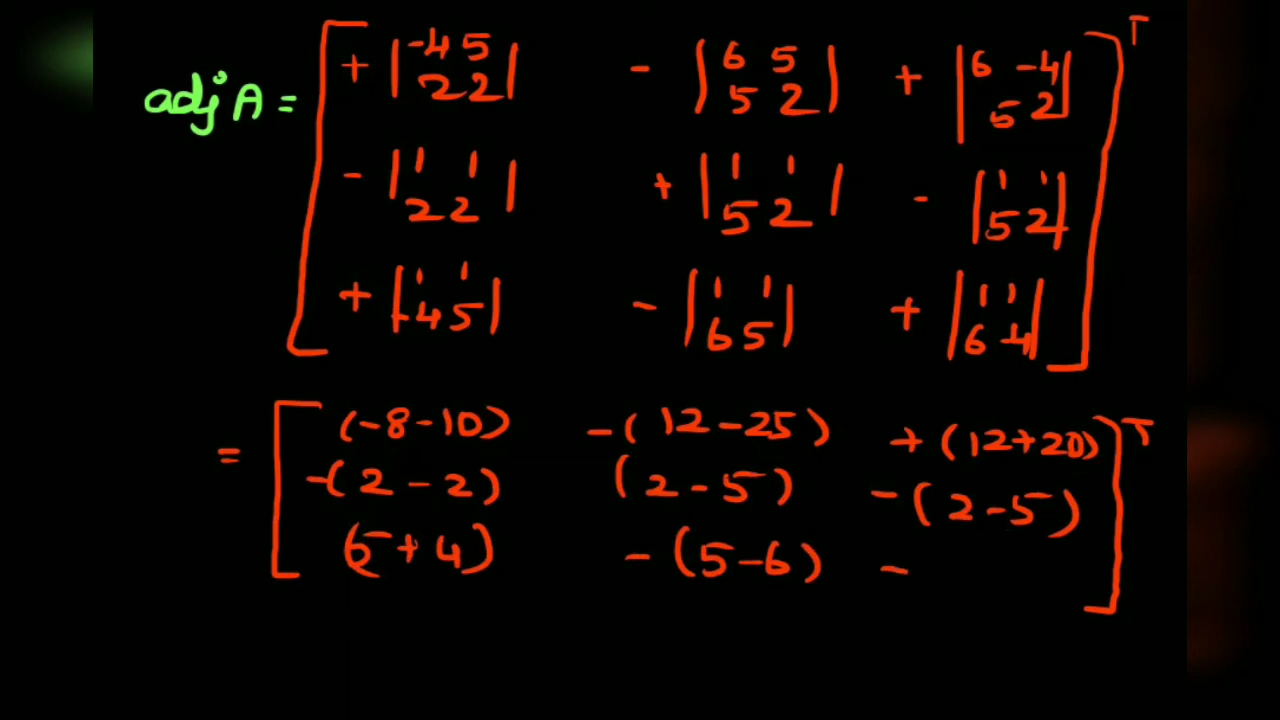 adj A = [ + | -4 5 | - | 6 5 | + | 6 -4 | ]T
| 2 2 | | 5 2 | | 5 2 |
- | 1 1 | + | 1 1 | - | 1 1 |
| 2 2 | | 5 2 | | 5 2 |
+ | 1 1 | - | 1 1 | + | 1 1 |
| -4 5 | | 6 5 | | 6 -4 |
= [ (-8-10) -(12-25) +(12+20) ]T
-(2-2) (2-5) -(2-5)
(5+4) -(5-6) -